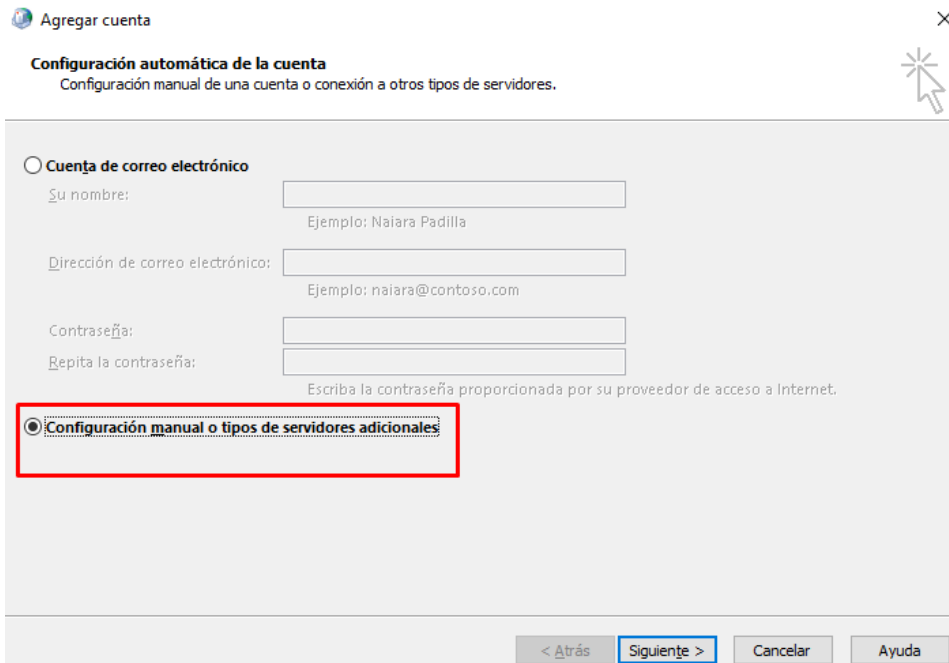 Agregar cuenta
Configuración automática de la cuenta
Configuración manual de una cuenta o conexión a otros tipos de servidores.
Cuenta de correo electrónico
Su nombre:
Ejemplo: Naiara Padilla
Dirección de correo electrónico:
Ejemplo: naiara@contoso.com
Contraseña:
Repita la contraseña:
Escriba la contraseña proporcionada por su proveedor de acceso a Internet.
Configuración manual o tipos de servidores adicionales
< Atrás Siguiente > Cancelar Ayuda